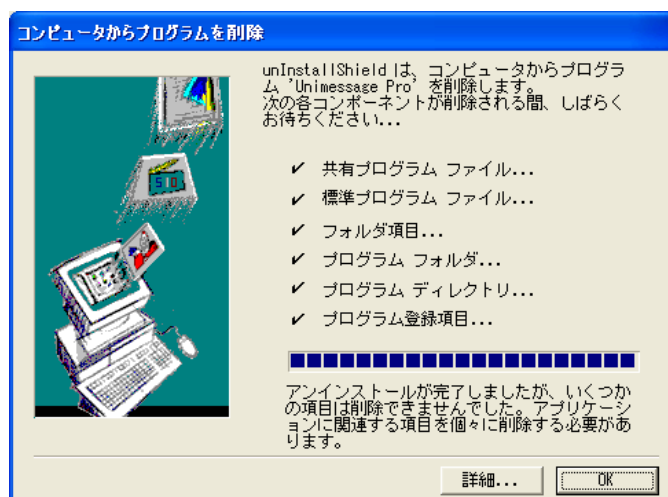 コンピュータからプログラムを削除
unInstallShield は、コンピュータからプログラ
ム 'Unimessage Pro' を削除します。
次の各コンポーネントが削除される間、しばらく
お待ちください...
✔ 共有プログラム ファイル...
✔ 標準プログラム ファイル...
✔ フォルダ項目...
✔ プログラム フォルダ...
✔ プログラム ディレクトリ...
✔ プログラム登録項目...
アンインストールが完了しましたが、いくつか
の項目は削除できませんでした。アプリケーシ
ョンに関連する項目を個々に削除する必要があ
ります。
詳細...
OK